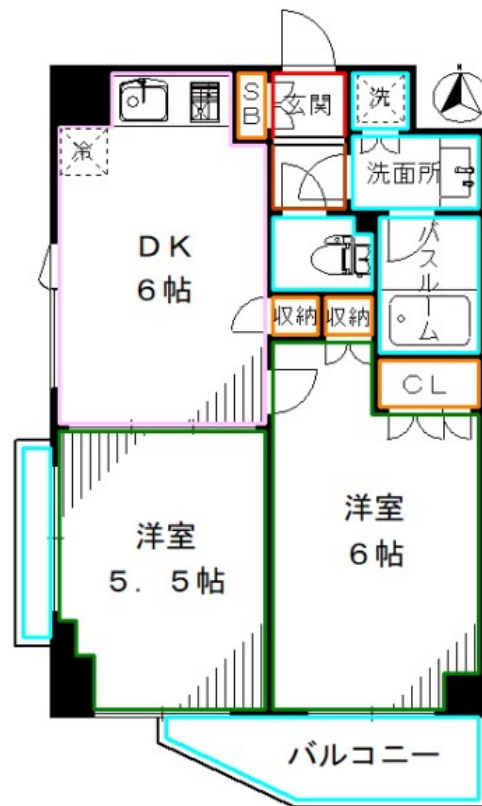 SB
玄関
洗
冷
洗面所
DK
6帖
バスルーム
収納
収納
CL
洋室
5.5帖
洋室
6帖
バルコニー